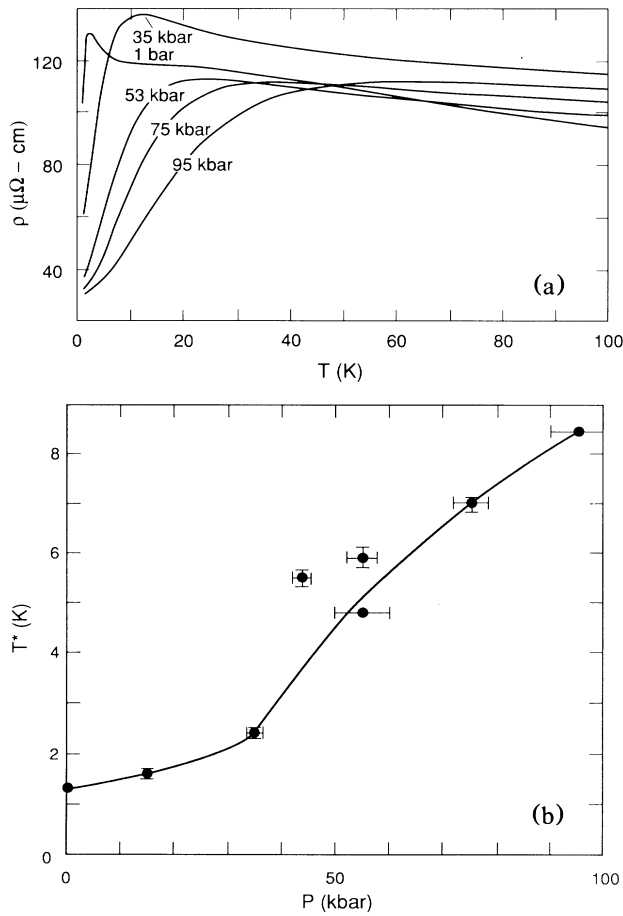 120
80
40
ρ (μΩ – cm)
35 kbar
1 bar
53 kbar
75 kbar
95 kbar
(a)
0
20
40
60
80
100
T (K)
8
6
4
2
0
T* (K)
(b)
0
50
100
P (kbar)